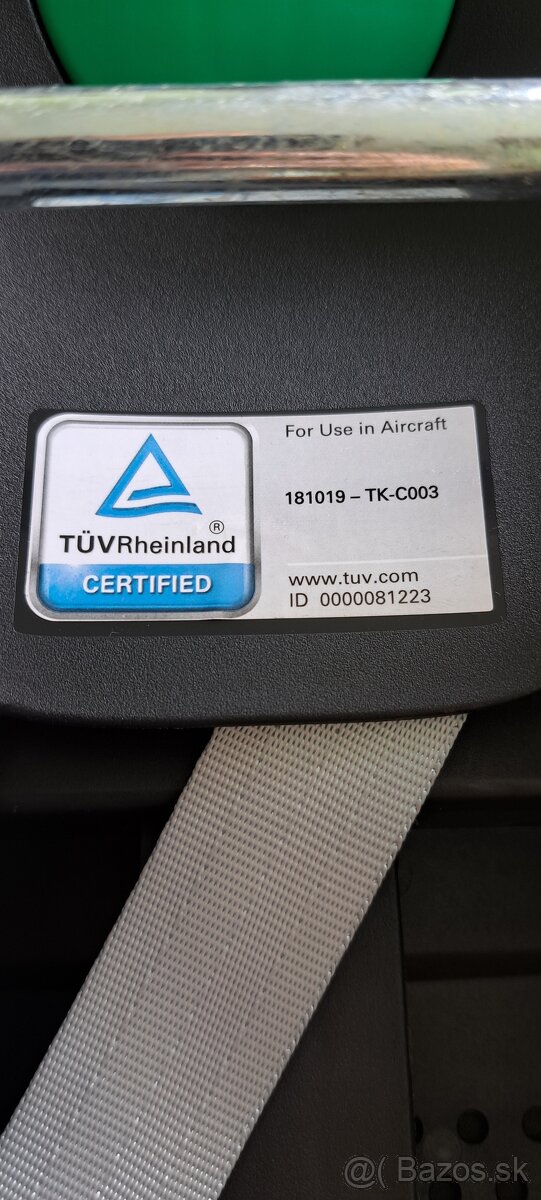 For Use in Aircraft
181019 – TK-C003
TÜVRheinland®
CERTIFIED
www.tuv.com
ID 0000081223
@( Bazos.sk